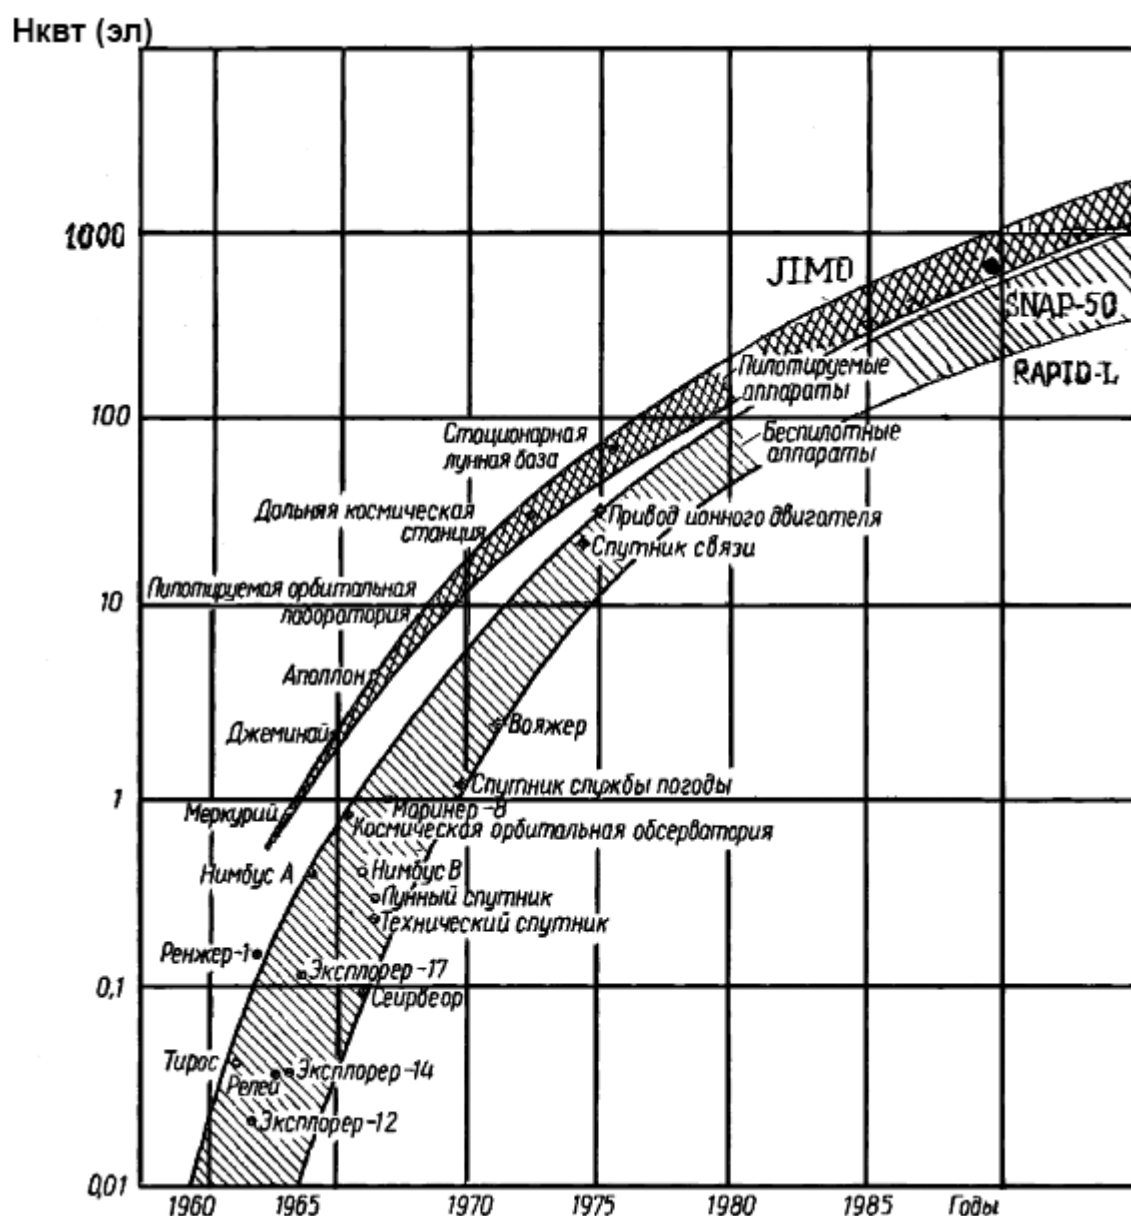 Нквт (эл)
1000
JIMO
SNAP-50
Пилотируемые
аппараты
RAPID-L
100
Стационарная
лунная база
Беспилотные
аппараты
Дальняя космическая
станция
Привод ионного двигателя
Спутник связи
Пилотируемая орбитальная
лаборатория
10
Аполлон
Джеминай
Вояжер
Спутник службы погоды
1
Меркурий
Маринер-В
Космическая орбитальная обсерватория
Нимбус А
Нимбус В
Лунный спутник
Технический спутник
Ренжер-1
Эксплорер-17
0,1
Сейрвеор
Тирос
Релей
Эксплорер-14
Эксплорер-12
0,01
1960 1965 1970 1975 1980 1985 Годы